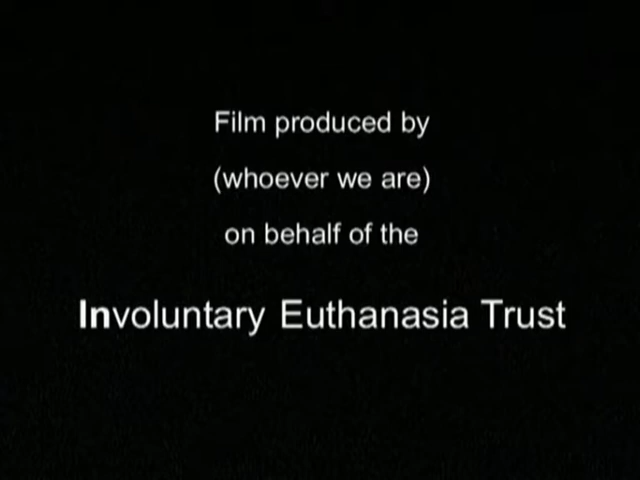 Film produced by
(whoever we are)
on behalf of the
Involuntary Euthanasia Trust